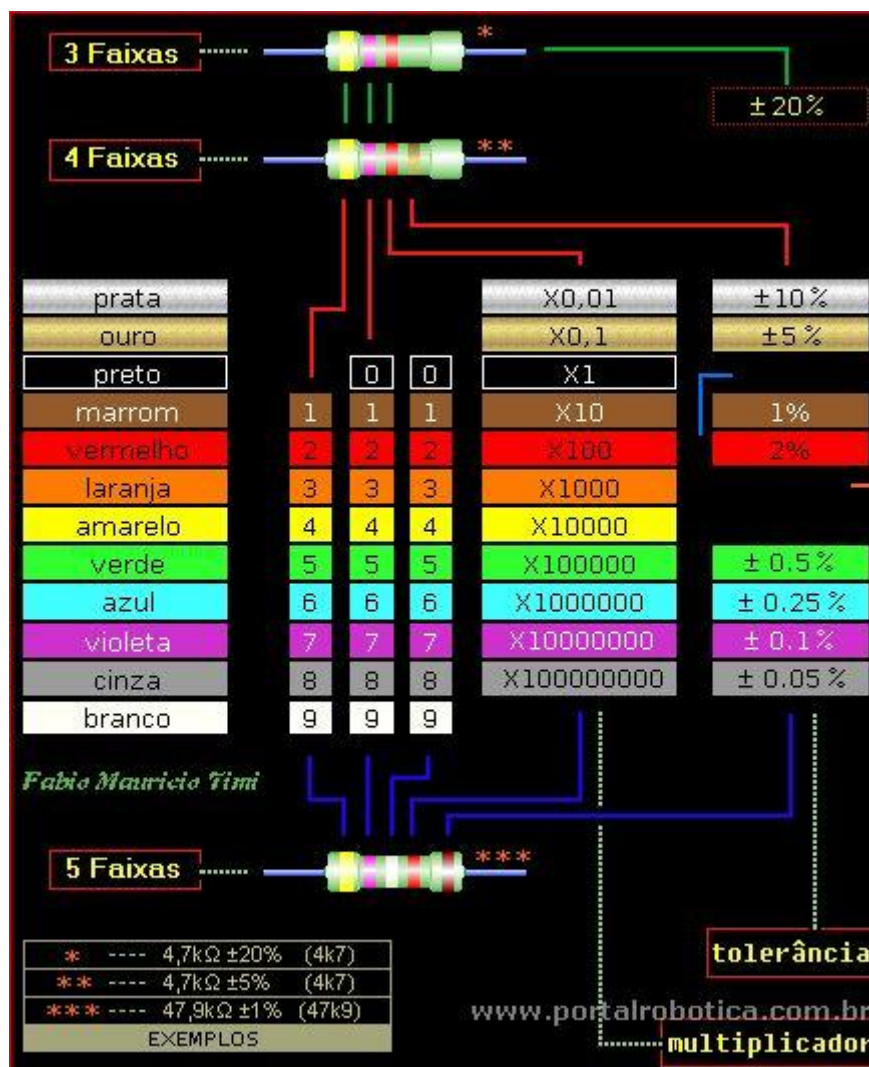 3 Faixas *
±20%
4 Faixas **
prata X0,01 ±10%
ouro X0,1 ±5%
preto 0 0 X1
marrom 1 1 1 X10 1%
vermelho 2 2 2 X100 2%
laranja 3 3 3 X1000
amarelo 4 4 4 X10000
verde 5 5 5 X100000 ± 0.5%
azul 6 6 6 X1000000 ± 0.25%
violeta 7 7 7 X10000000 ± 0.1%
cinza 8 8 8 X100000000 ± 0.05%
branco 9 9 9
Fabio Mauricio Timi
5 Faixas ***
* ---- 4,7kΩ ±20% (4k7)
** ---- 4,7kΩ ±5% (4k7)
*** ---- 47,9kΩ ±1% (47k9)
EXEMPLOS
tolerância
www.portalrobotica.com.br
multiplicador